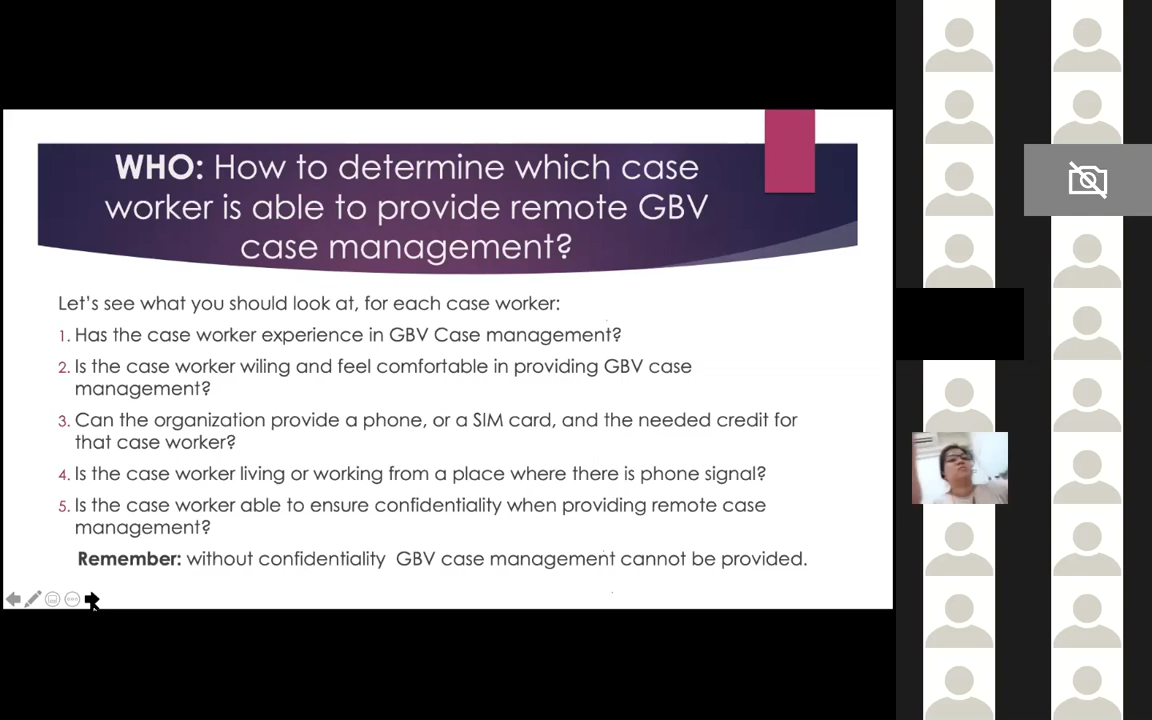 WHO: How to determine which case
worker is able to provide remote GBV
case management?
Let's see what you should look at, for each case worker:
1. Has the case worker experience in GBV Case management?
2. Is the case worker wiling and feel comfortable in providing GBV case
management?
3. Can the organization provide a phone, or a SIM card, and the needed credit for
that case worker?
4. Is the case worker living or working from a place where there is phone signal?
5. Is the case worker able to ensure confidentiality when providing remote case
management?
Remember: without confidentiality GBV case management cannot be provided.